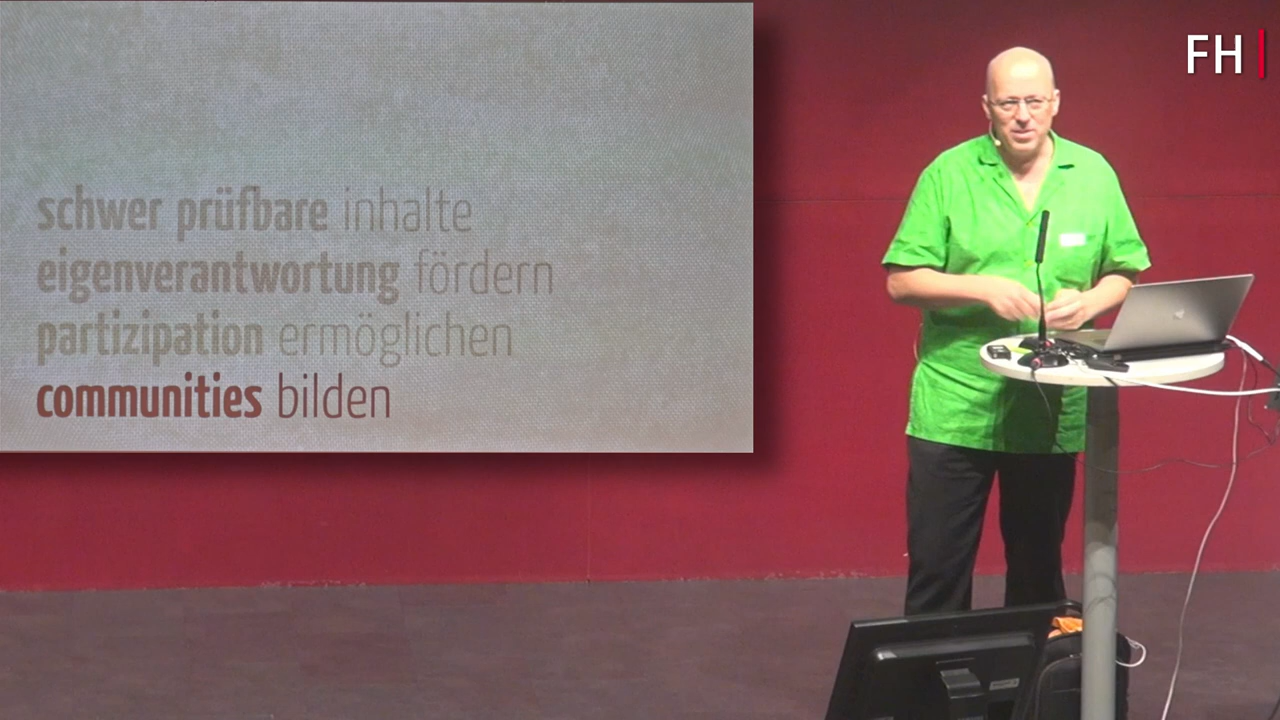 FH
schwer prüfbare inhalte
eigenverantwortung fördern
partizipation ermöglichen
communities bilden